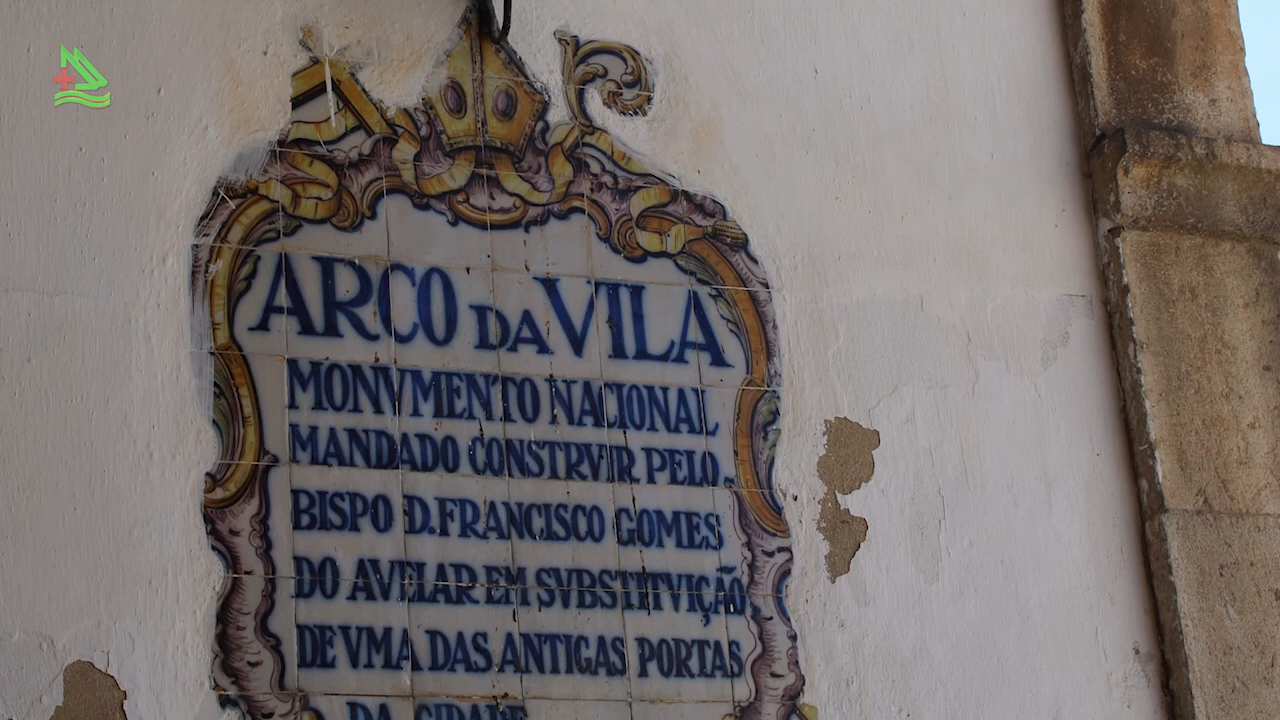 ARCO DA VILA
MONVMENTO NACIONAL
MANDADO CONSTRVIR PELO
BISPO D. FRANCISCO GOMES
DO AVELAR EM SVBSTITVIÇÃO
DE VMA DAS ANTIGAS PORTAS
DA CIDADE